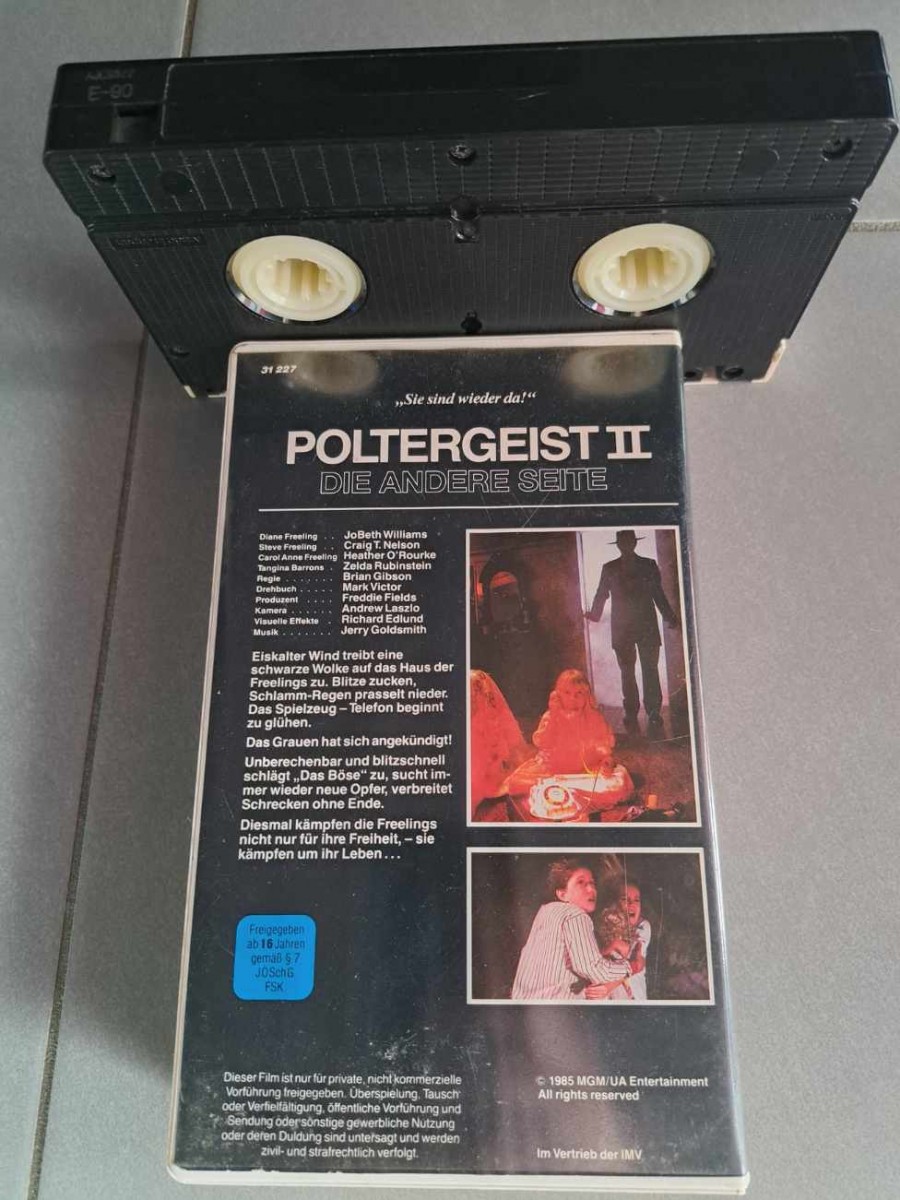 E-90
31 227
„Sie sind wieder da!“
POLTERGEIST II
DIE ANDERE SEITE
Diane Freeling . . JoBeth Williams
Steve Freeling . . Craig T. Nelson
Carol Anne Freeling Heather O'Rourke
Tangina Barrons . Zelda Rubinstein
Regie . . . . . . . Brian Gibson
Drehbuch . . . . . Mark Victor
Produzent . . . . Freddie Fields
Kamera . . . . . . Andrew Laszlo
Visuelle Effekte . Richard Edlund
Musik . . . . . . . Jerry Goldsmith
Eiskalter Wind treibt eine
schwarze Wolke auf das Haus der
Freelings zu. Blitze zucken,
Schlamm-Regen prasselt nieder.
Das Spielzeug – Telefon beginnt
zu glühen.
Das Grauen hat sich angekündigt!
Unberechenbar und blitzschnell
schlägt „Das Böse“ zu, sucht im-
mer wieder neue Opfer, verbreitet
Schrecken ohne Ende.
Diesmal kämpfen die Freelings
nicht nur für ihre Freiheit, – sie
kämpfen um ihr Leben . . .
Freigegeben
ab 16 Jahren
gemäß § 7
JÖSchG
FSK
Dieser Film ist nur für private, nicht kommerzielle
Vorführung freigegeben. Überspielung, Tausch
oder Verfielfältigung, öffentliche Vorführung und
Sendung oder sonstige gewerbliche Nutzung
oder deren Duldung sind untersagt und werden
zivil- und strafrechtlich verfolgt.
© 1985 MGM/UA Entertainment
All rights reserved
Im Vertrieb der IMV